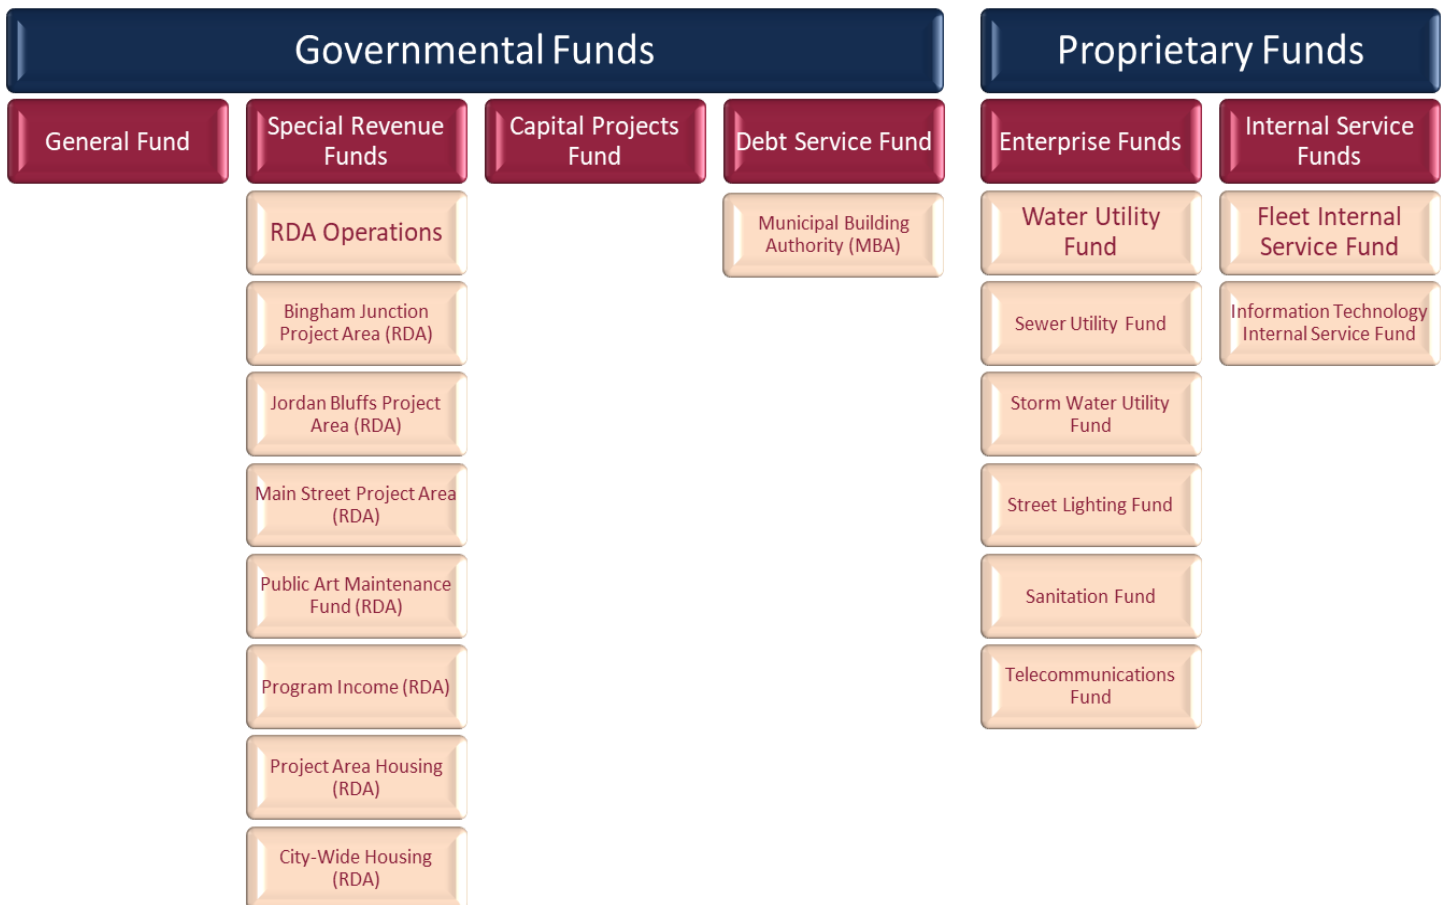 Governmental Funds
Proprietary Funds
General Fund
Special Revenue
Funds
Capital Projects
Fund
Debt Service Fund
Enterprise Funds
Internal Service
Funds
RDA Operations
Bingham Junction
Project Area (RDA)
Jordan Bluffs Project
Area (RDA)
Main Street Project Area
(RDA)
Public Art Maintenance
Fund (RDA)
Program Income (RDA)
Project Area Housing
(RDA)
City-Wide Housing
(RDA)
Municipal Building
Authority (MBA)
Water Utility
Fund
Sewer Utility Fund
Storm Water Utility
Fund
Street Lighting Fund
Sanitation Fund
Telecommunications
Fund
Fleet Internal
Service Fund
Information Technology
Internal Service Fund